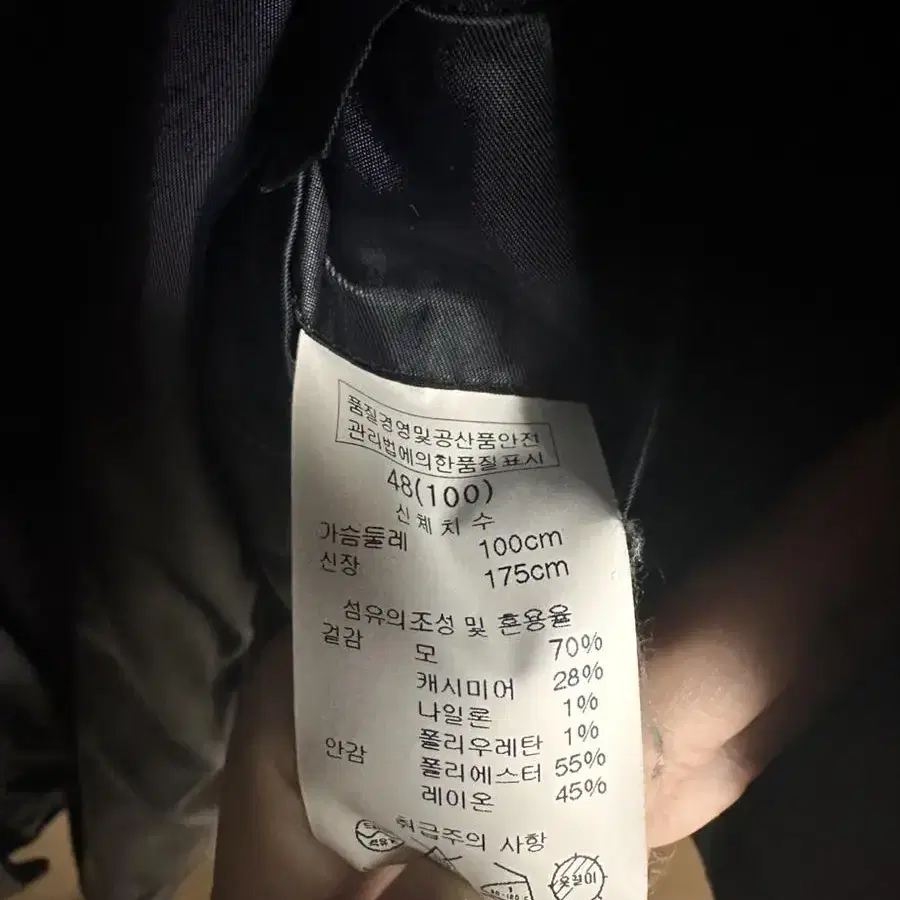 품질경영및공산품안전
관리법에의한품질표시
48(100)
신체치수
가슴둘레 100cm
신장 175cm
섬유의조성 및 혼용율
겉감 모 70%
캐시미어 28%
나일론 1%
폴리우레탄 1%
안감 폴리에스터 55%
레이온 45%
취급주의 사항
옷걸이